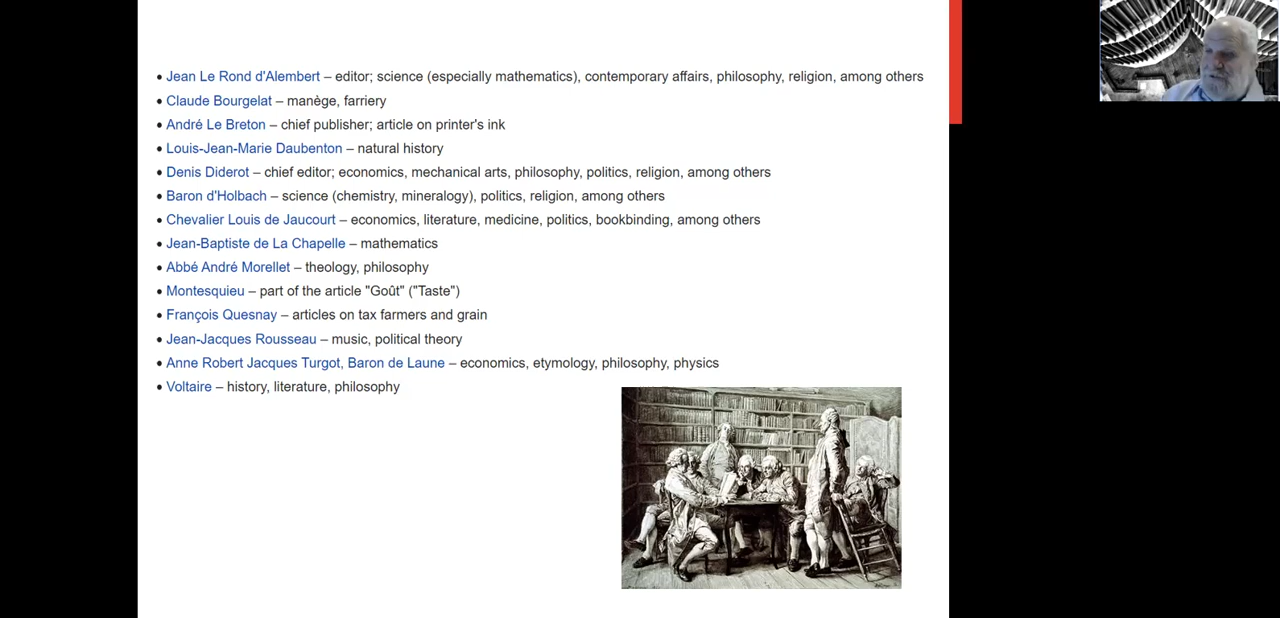 • Jean Le Rond d'Alembert – editor; science (especially mathematics), contemporary affairs, philosophy, religion, among others
• Claude Bourgelat – manège, farriery
• André Le Breton – chief publisher; article on printer's ink
• Louis-Jean-Marie Daubenton – natural history
• Denis Diderot – chief editor; economics, mechanical arts, philosophy, politics, religion, among others
• Baron d'Holbach – science (chemistry, mineralogy), politics, religion, among others
• Chevalier Louis de Jaucourt – economics, literature, medicine, politics, bookbinding, among others
• Jean-Baptiste de La Chapelle – mathematics
• Abbé André Morellet – theology, philosophy
• Montesquieu – part of the article "Goût" ("Taste")
• François Quesnay – articles on tax farmers and grain
• Jean-Jacques Rousseau – music, political theory
• Anne Robert Jacques Turgot, Baron de Laune – economics, etymology, philosophy, physics
• Voltaire – history, literature, philosophy